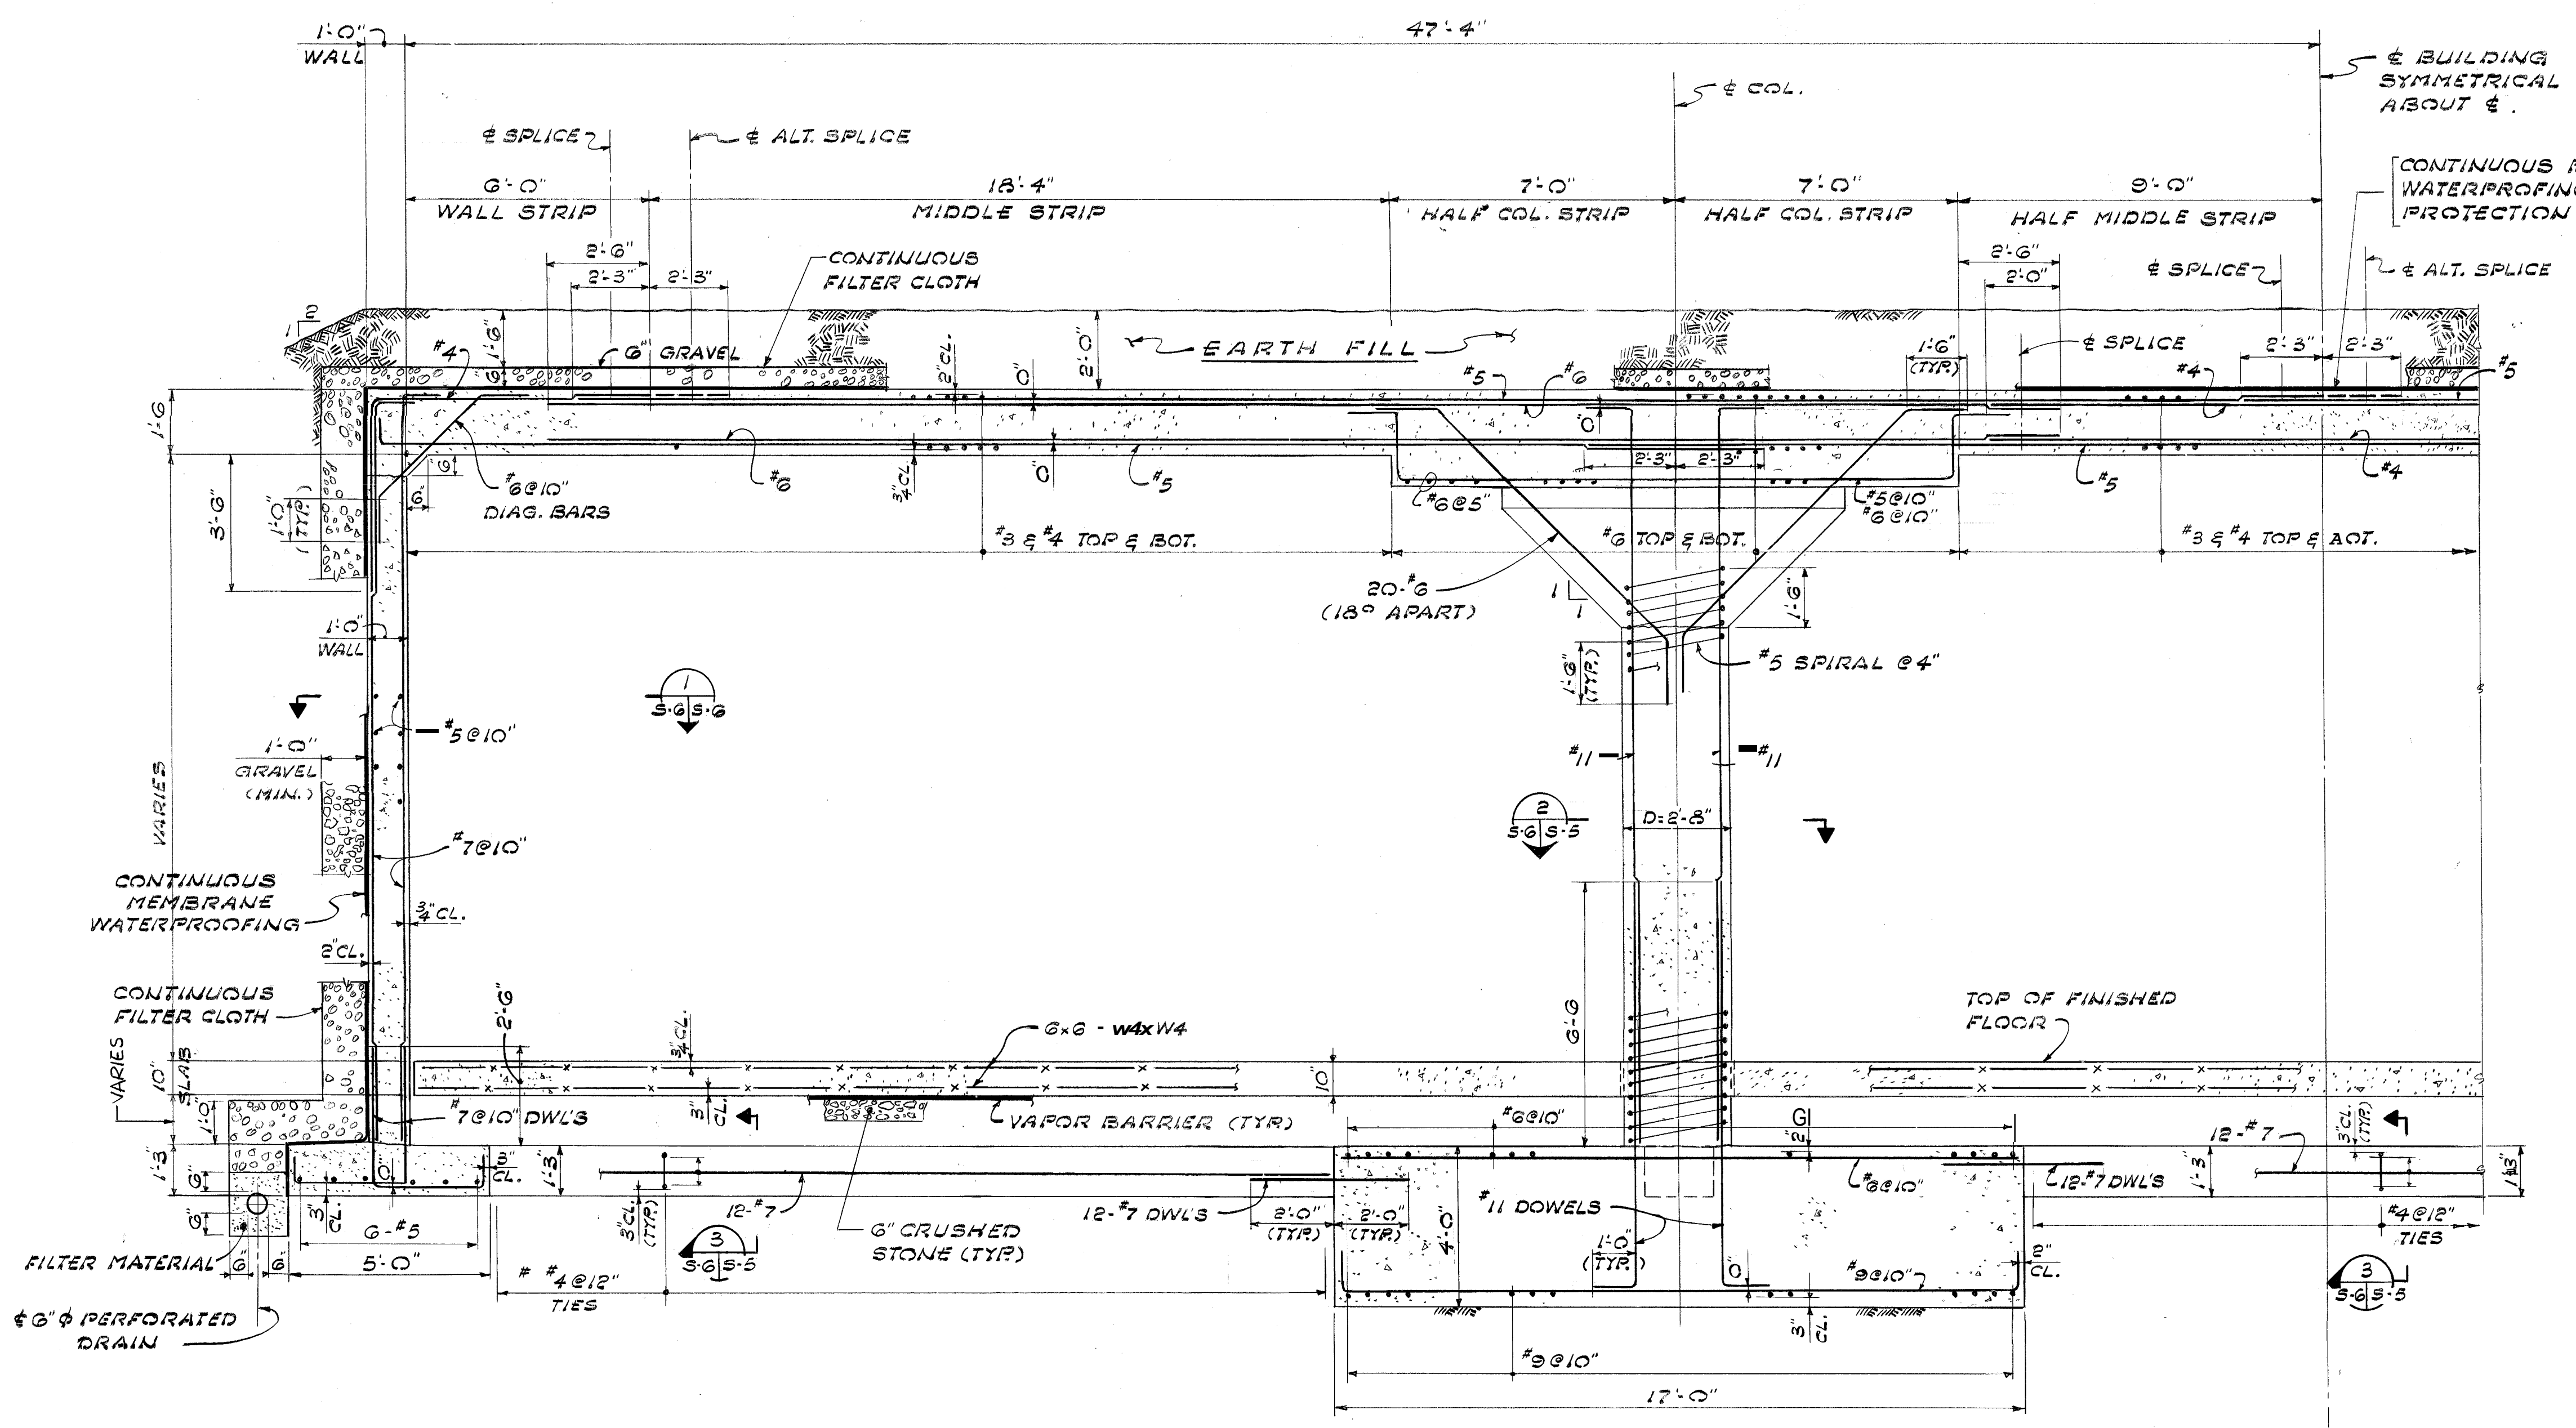 1'-0"
WALL
47'-4"
℄ BUILDING
SYMMETRICAL
ABOUT ℄.
℄ COL.
℄ SPLICE
℄ ALT. SPLICE
CONTINUOUS
WATERPROFING
PROTECTION
6'-0"
WALL STRIP
18'-4"
MIDDLE STRIP
7'-0"
HALF COL. STRIP
7'-0"
HALF COL. STRIP
9'-0"
HALF MIDDLE STRIP
2'-6"
2'-3"
2'-3"
CONTINUOUS
FILTER CLOTH
2'-6"
2'-0"
℄ SPLICE
℄ ALT. SPLICE
2
1
#4
1'-6"
6"
6" GRAVEL
2" CL.
0"
2'-0"
EARTH FILL
#5
#6
0"
1'-6"
(TYP.)
℄ SPLICE
2'-3"
2'-3"
#4
#5
1'-6"
3'-6"
1'-0"
(TYP.)
6"
6"
#6@10"
DIAG. BARS
#6
3/4" CL.
0"
#5
2'-3"
2'-3"
#6@5"
#5@10"
#6@10"
#5
#4
#3 & #4 TOP & BOT.
#6 TOP & BOT.
#3 & #4 TOP & AOT.
20-#6
(18° APART)
1
1
1'-6"
1'-6"
(TYP.)
#5 SPIRAL @4"
1'-0"
WALL
1
S-6 S-6
#5@10"
#11
#11
1'-0"
GRAVEL
(MIN.)
VARIES
#7@10"
2
S-6 S-5
D=2'-8"
CONTINUOUS
MEMBRANE
WATERPROOFING
3/4" CL.
2" CL.
CONTINUOUS
FILTER CLOTH
2'-6"
3/4" CL.
6x6 - W4xW4
6'-6"
TOP OF FINISHED
FLOOR
VARIES
10"
SLAB
10"
1'-0"
#7@10" DWL'S
3"
CL.
VAPOR BARRIER (TYP.)
#6@10"
2"
12-#7
3" CL.
(TYP.)
1'-3"
6"
6"
0"
3"
CL.
3"
CL.
1'-3"
6-#5
12-#7
3" CL.
(TYP.)
12-#7 DWL'S
2'-0"
(TYP.)
2'-0"
(TYP.)
4'-0"
#11 DOWELS
#6@10"
12-#7 DWL'S
1'-3"
#4@12"
TIES
FILTER MATERIAL
6"
6"
5'-0"
3
S-6 S-5
6" CRUSHED
STONE (TYP.)
1'-0"
(TYP.)
0"
#9@10"
2"
CL.
3
S-6 S-5
# #4@12"
TIES
℄ 6" ϕ PERFORATED
DRAIN
3"
CL.
#9@10"
17'-0"